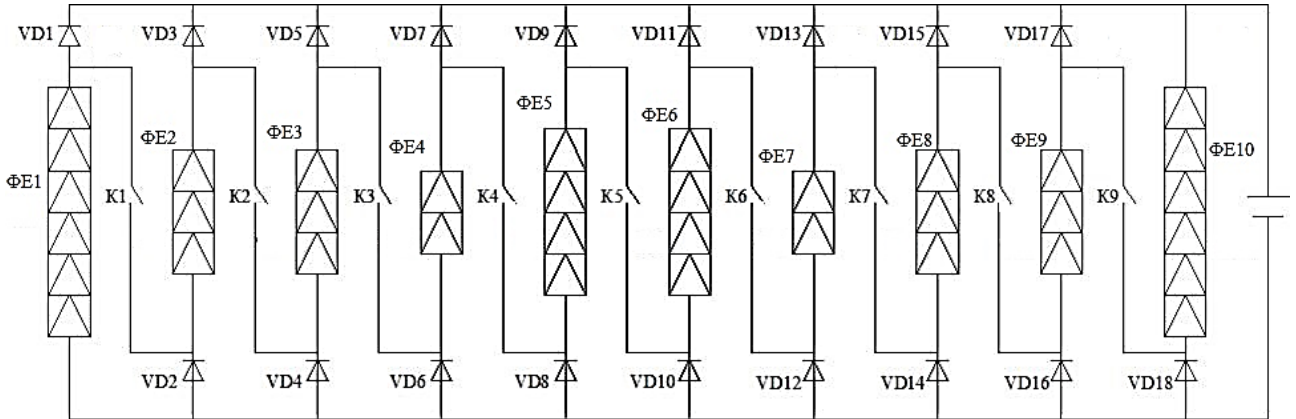 VD1 VD3 VD5 VD7 VD9 VD11 VD13 VD15 VD17
ФЕ5 ФЕ6
ФЕ2 ФЕ3 ФЕ8 ФЕ9
ФЕ4 ФЕ7 ФЕ10
ФЕ1
K1 K2 K3 K4 K5 K6 K7 K8 K9
VD2 VD4 VD6 VD8 VD10 VD12 VD14 VD16 VD18